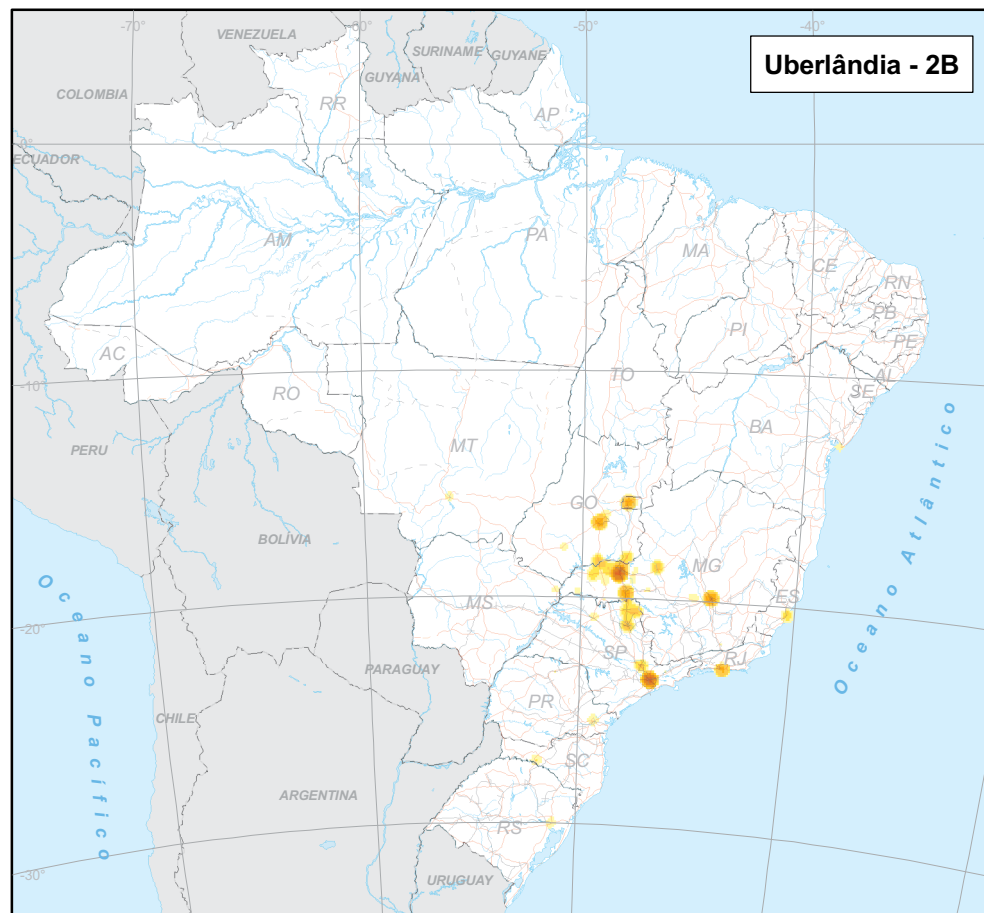 -70°
-60°
-50°
-40°
VENEZUELA
SURINAME
GUYANE
Uberlândia - 2B
GUYANA
COLOMBIA
RR
AP
0°
ECUADOR
AM
PA
MA
CE
RN
PB
PI
PE
AC
TO
AL
-10°
RO
SE
BA
MT
PERU
GO
BOLÍVIA
MG
MS
ES
-20°
SP
RJ
PARAGUAY
PR
CHILE
SC
ARGENTINA
RS
-30°
URUGUAY
Oceano Pacífico
Oceano Atlântico